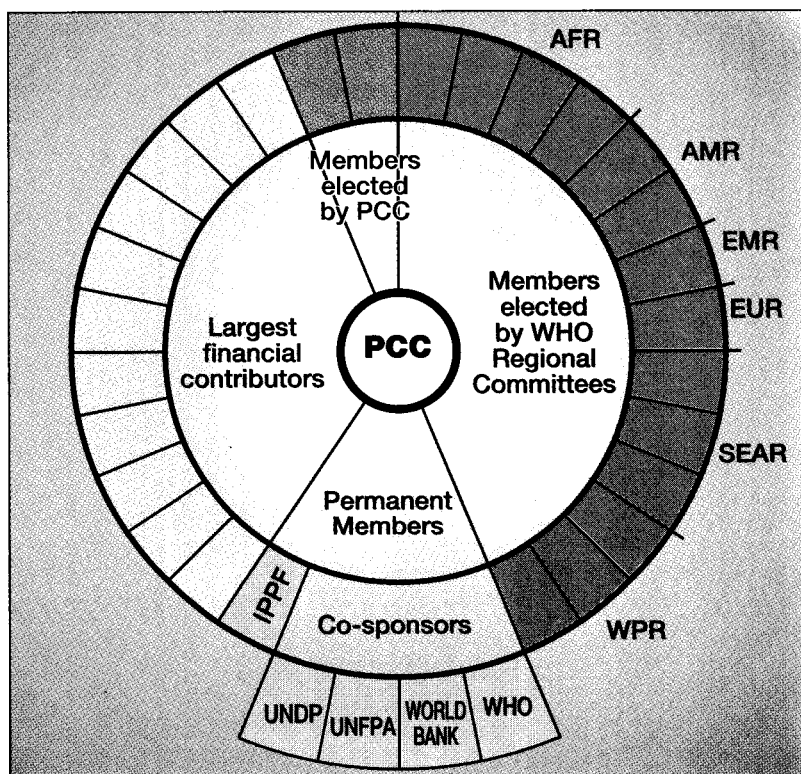 AFR
AMR
EMR
EUR
SEAR
WPR
Members
elected
by PCC
Members
elected
by WHO
Regional
Committees
Largest
financial
contributors
PCC
Permanent
Members
IPPF
Co-sponsors
UNDP
UNFPA
WORLD
BANK
WHO